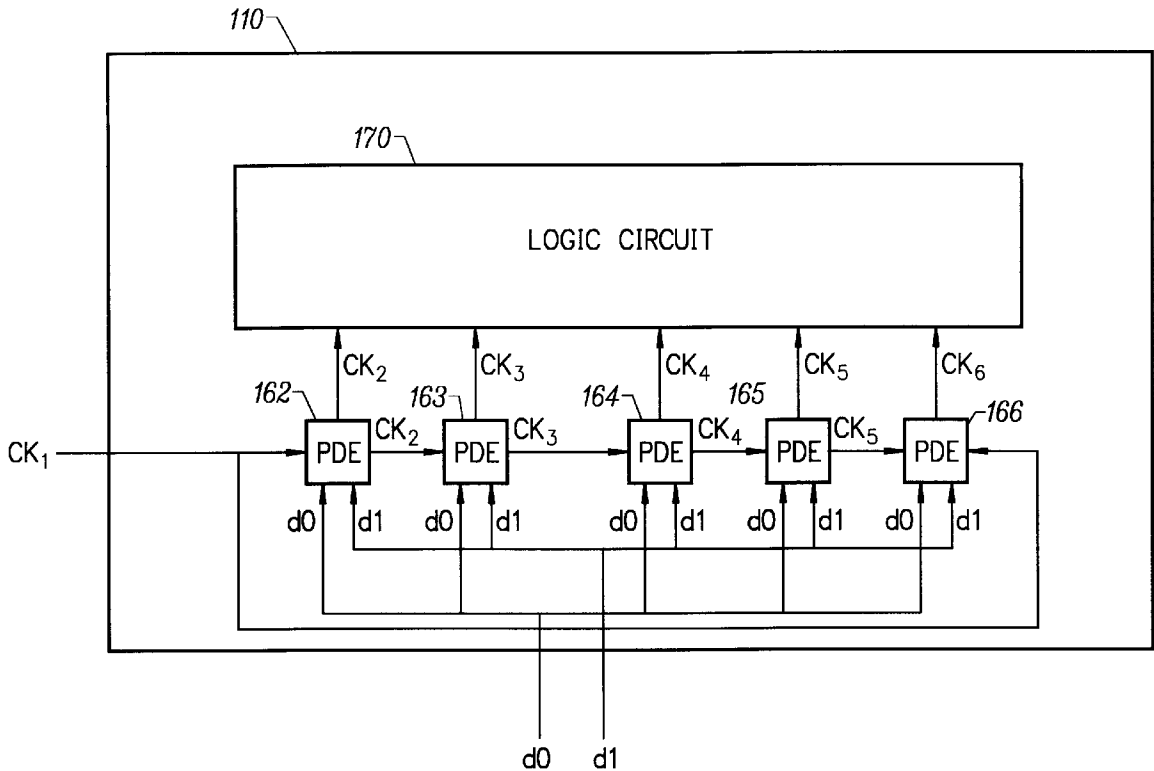 110
170
LOGIC CIRCUIT
CK2 CK3 CK4 CK5 CK6
162 163 164 165 166
CK1 PDE CK2 PDE CK3 PDE CK4 PDE CK5 PDE
d0 d1 d0 d1 d0 d1 d0 d1 d0 d1
d0 d1